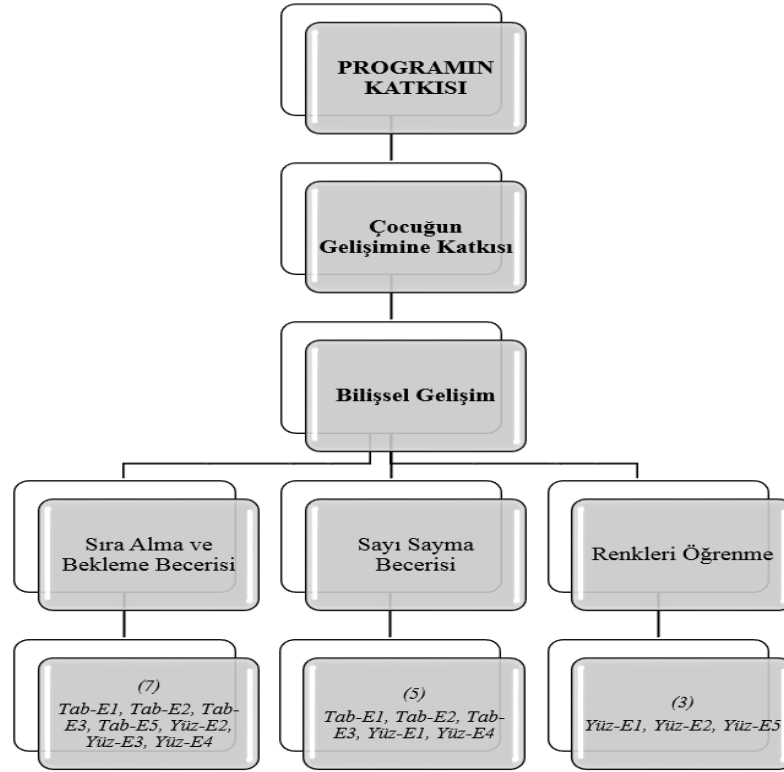 PROGRAMIN
KATKISI
Çocuğun
Gelişimine Katkısı
Bilişsel Gelişim
Sıra Alma ve
Bekleme Becerisi
Sayı Sayma
Becerisi
Renkleri Öğrenme
(7)
Tab-E1, Tab-E2, Tab-
E3, Tab-E5, Yüz-E2,
Yüz-E3, Yüz-E4
(5)
Tab-E1, Tab-E2, Tab-
E3, Yüz-E1, Yüz-E4
(3)
Yüz-E1, Yüz-E2, Yüz-E5